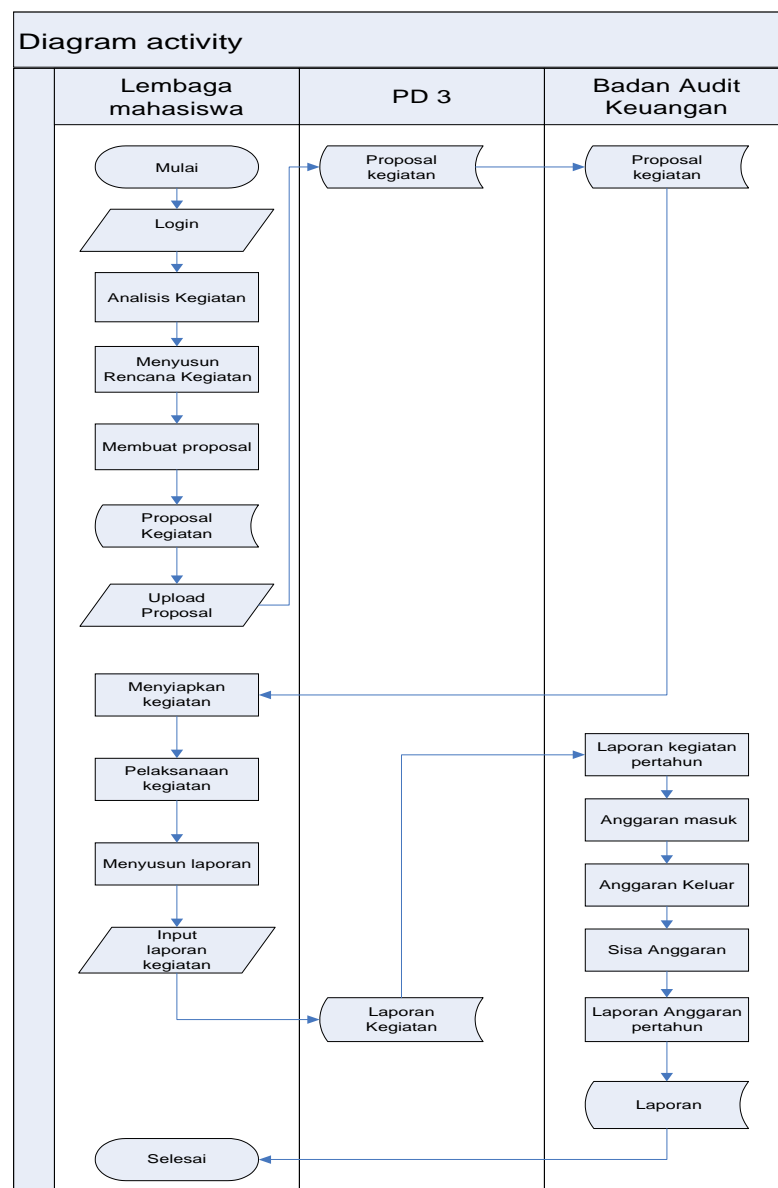 Diagram activity
Lembaga
mahasiswa
PD 3
Badan Audit
Keuangan
Mulai
Login
Analisis Kegiatan
Menyusun
Rencana Kegiatan
Membuat proposal
Proposal
Kegiatan
Upload
Proposal
Menyiapkan
kegiatan
Pelaksanaan
kegiatan
Menyusun laporan
Input
laporan
kegiatan
Selesai
Proposal
kegiatan
Laporan
Kegiatan
Proposal
kegiatan
Laporan kegiatan
pertahun
Anggaran masuk
Anggaran Keluar
Sisa Anggaran
Laporan Anggaran
pertahun
Laporan